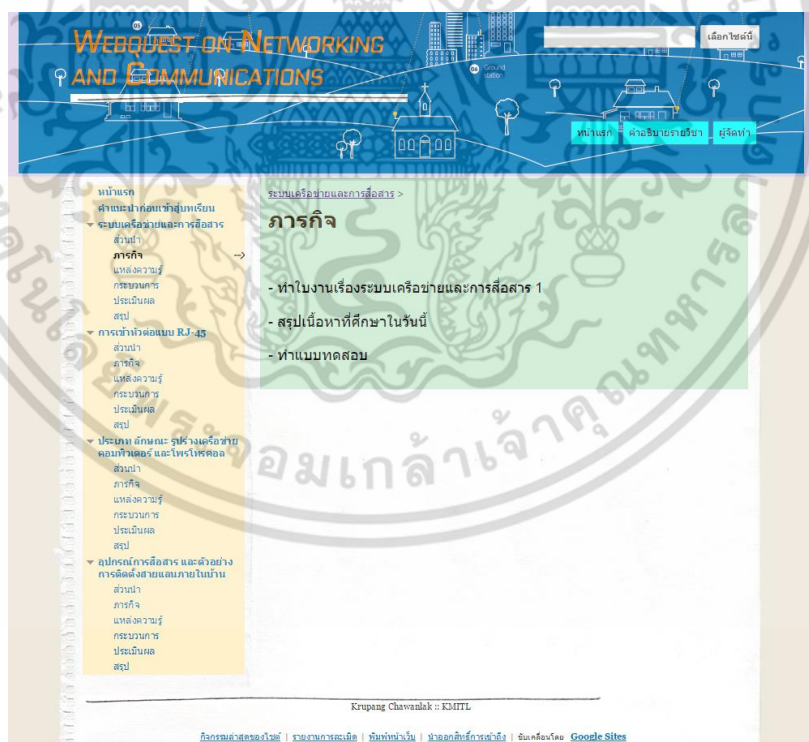 WEBQUEST ON NETWORKING
AND COMMUNICATIONS
05
06 Ground station
เลือกไซต์นี้
หน้าแรก คำอธิบายรายวิชา ผู้จัดทำ
หน้าแรก
คำแนะนำก่อนเข้าสู่บทเรียน
ระบบเครือข่ายและการสื่อสาร
ส่วนนำ
ภารกิจ
แหล่งความรู้
กระบวนการ
ประเมินผล
สรุป
การเข้าหัวต่อแบบ RJ-45
ส่วนนำ
ภารกิจ
แหล่งความรู้
กระบวนการ
ประเมินผล
สรุป
ประเภท ลักษณะ รูปร่างเครือข่าย
คอมพิวเตอร์ และโพรโทรคอล
ส่วนนำ
ภารกิจ
แหล่งความรู้
กระบวนการ
ประเมินผล
สรุป
อุปกรณ์การสื่อสาร และตัวอย่าง
การติดตั้งสายแลนภายในบ้าน
ส่วนนำ
ภารกิจ
แหล่งความรู้
กระบวนการ
ประเมินผล
สรุป
ระบบเครือข่ายและการสื่อสาร >
ภารกิจ
- ทำใบงานเรื่องระบบเครือข่ายและการสื่อสาร 1
- สรุปเนื้อหาที่ศึกษาในวันนี้
- ทำแบบทดสอบ
Krupang Chawanlak :: KMITL
กิจกรรมล่าสุดของไซต์ | รายงานการละเมิด | พิมพ์หน้าเว็บ | นำออกสิทธิ์การเข้าถึง | ขับเคลื่อนโดย Google Sites